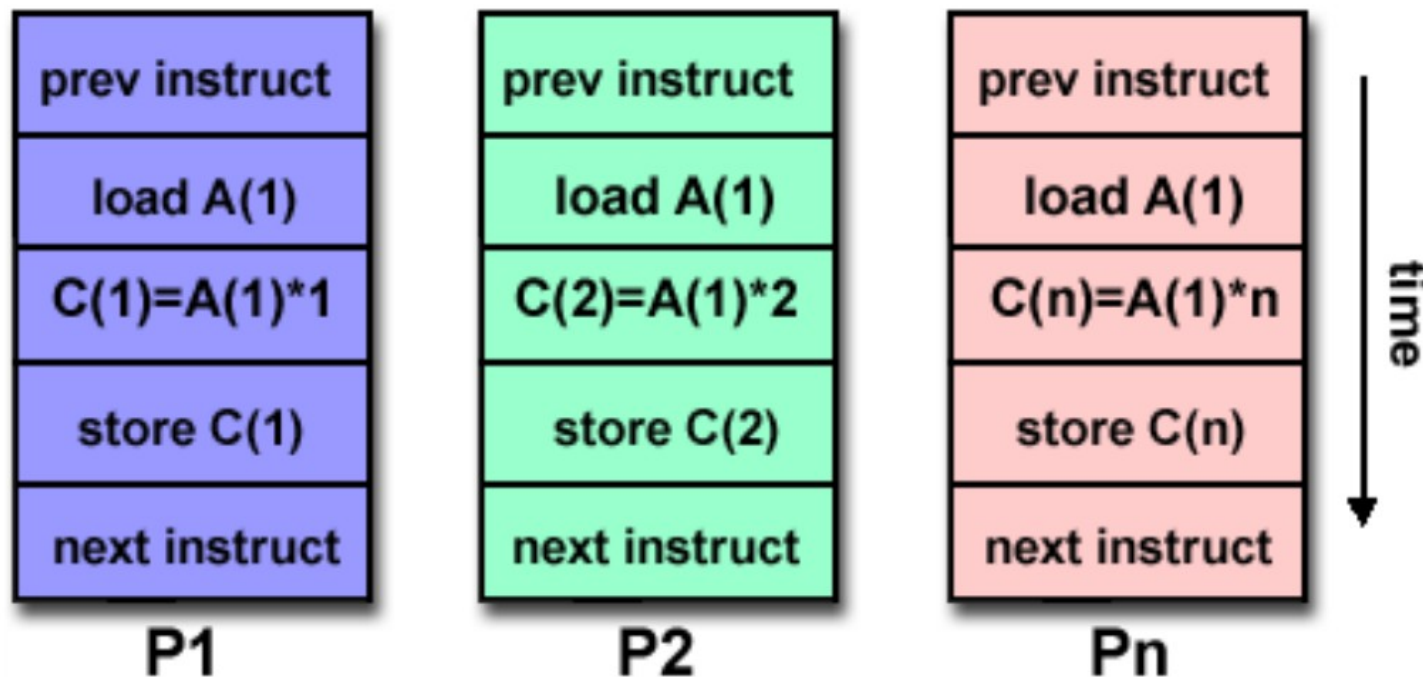 prev instruct
load A(1)
C(1)=A(1)*1
store C(1)
next instruct
P1
prev instruct
load A(1)
C(2)=A(1)*2
store C(2)
next instruct
P2
prev instruct
load A(1)
C(n)=A(1)*n
store C(n)
next instruct
Pn
time